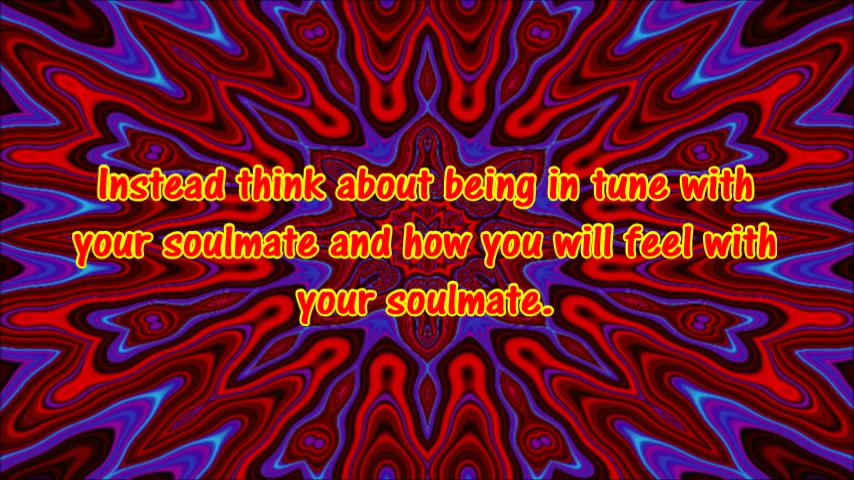 Instead think about being in tune with
your soulmate and how you will feel with
your soulmate.